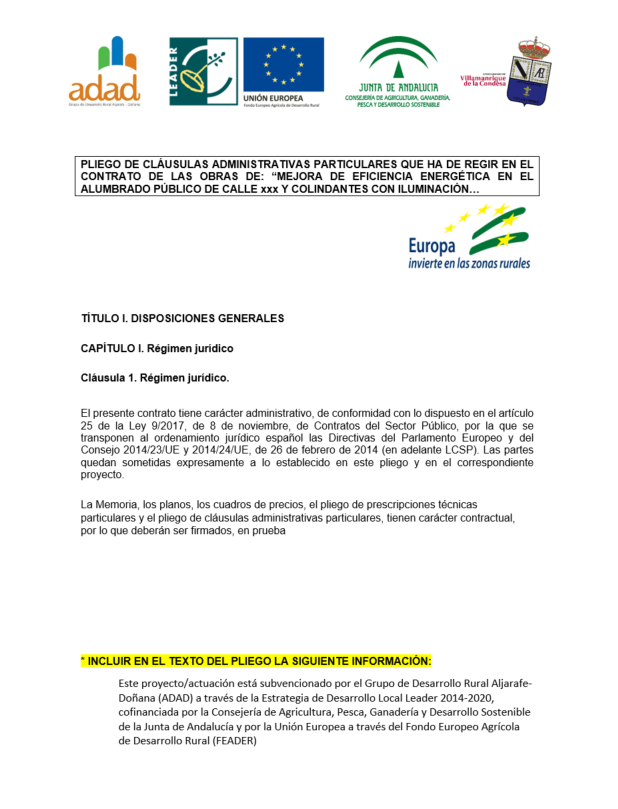 adad
Grupo de Desarrollo Rural Aljarafe - Doñana
LEADER
UNIÓN EUROPEA
Fondo Europeo Agrícola de Desarrollo Rural
JUNTA DE ANDALUCIA
CONSEJERÍA DE AGRICULTURA, GANADERÍA,
PESCA Y DESARROLLO SOSTENIBLE
Villamanrique
de la Condesa
PLIEGO DE CLÁUSULAS ADMINISTRATIVAS PARTICULARES QUE HA DE REGIR EN EL
CONTRATO DE LAS OBRAS DE: “MEJORA DE EFICIENCIA ENERGÉTICA EN EL
ALUMBRADO PÚBLICO DE CALLE xxx Y COLINDANTES CON ILUMINACIÓN…
Europa
invierte en las zonas rurales
TÍTULO I. DISPOSICIONES GENERALES
CAPÍTULO I. Régimen jurídico
Cláusula 1. Régimen jurídico.
El presente contrato tiene carácter administrativo, de conformidad con lo dispuesto en el artículo
25 de la Ley 9/2017, de 8 de noviembre, de Contratos del Sector Público, por la que se
transponen al ordenamiento jurídico español las Directivas del Parlamento Europeo y del
Consejo 2014/23/UE y 2014/24/UE, de 26 de febrero de 2014 (en adelante LCSP). Las partes
quedan sometidas expresamente a lo establecido en este pliego y en el correspondiente
proyecto.
La Memoria, los planos, los cuadros de precios, el pliego de prescripciones técnicas
particulares y el pliego de cláusulas administrativas particulares, tienen carácter contractual,
por lo que deberán ser firmados, en prueba
* INCLUIR EN EL TEXTO DEL PLIEGO LA SIGUIENTE INFORMACIÓN:
Este proyecto/actuación está subvencionado por el Grupo de Desarrollo Rural Aljarafe-
Doñana (ADAD) a través de la Estrategia de Desarrollo Local Leader 2014-2020,
cofinanciada por la Consejería de Agricultura, Pesca, Ganadería y Desarrollo Sostenible
de la Junta de Andalucía y por la Unión Europea a través del Fondo Europeo Agrícola
de Desarrollo Rural (FEADER)